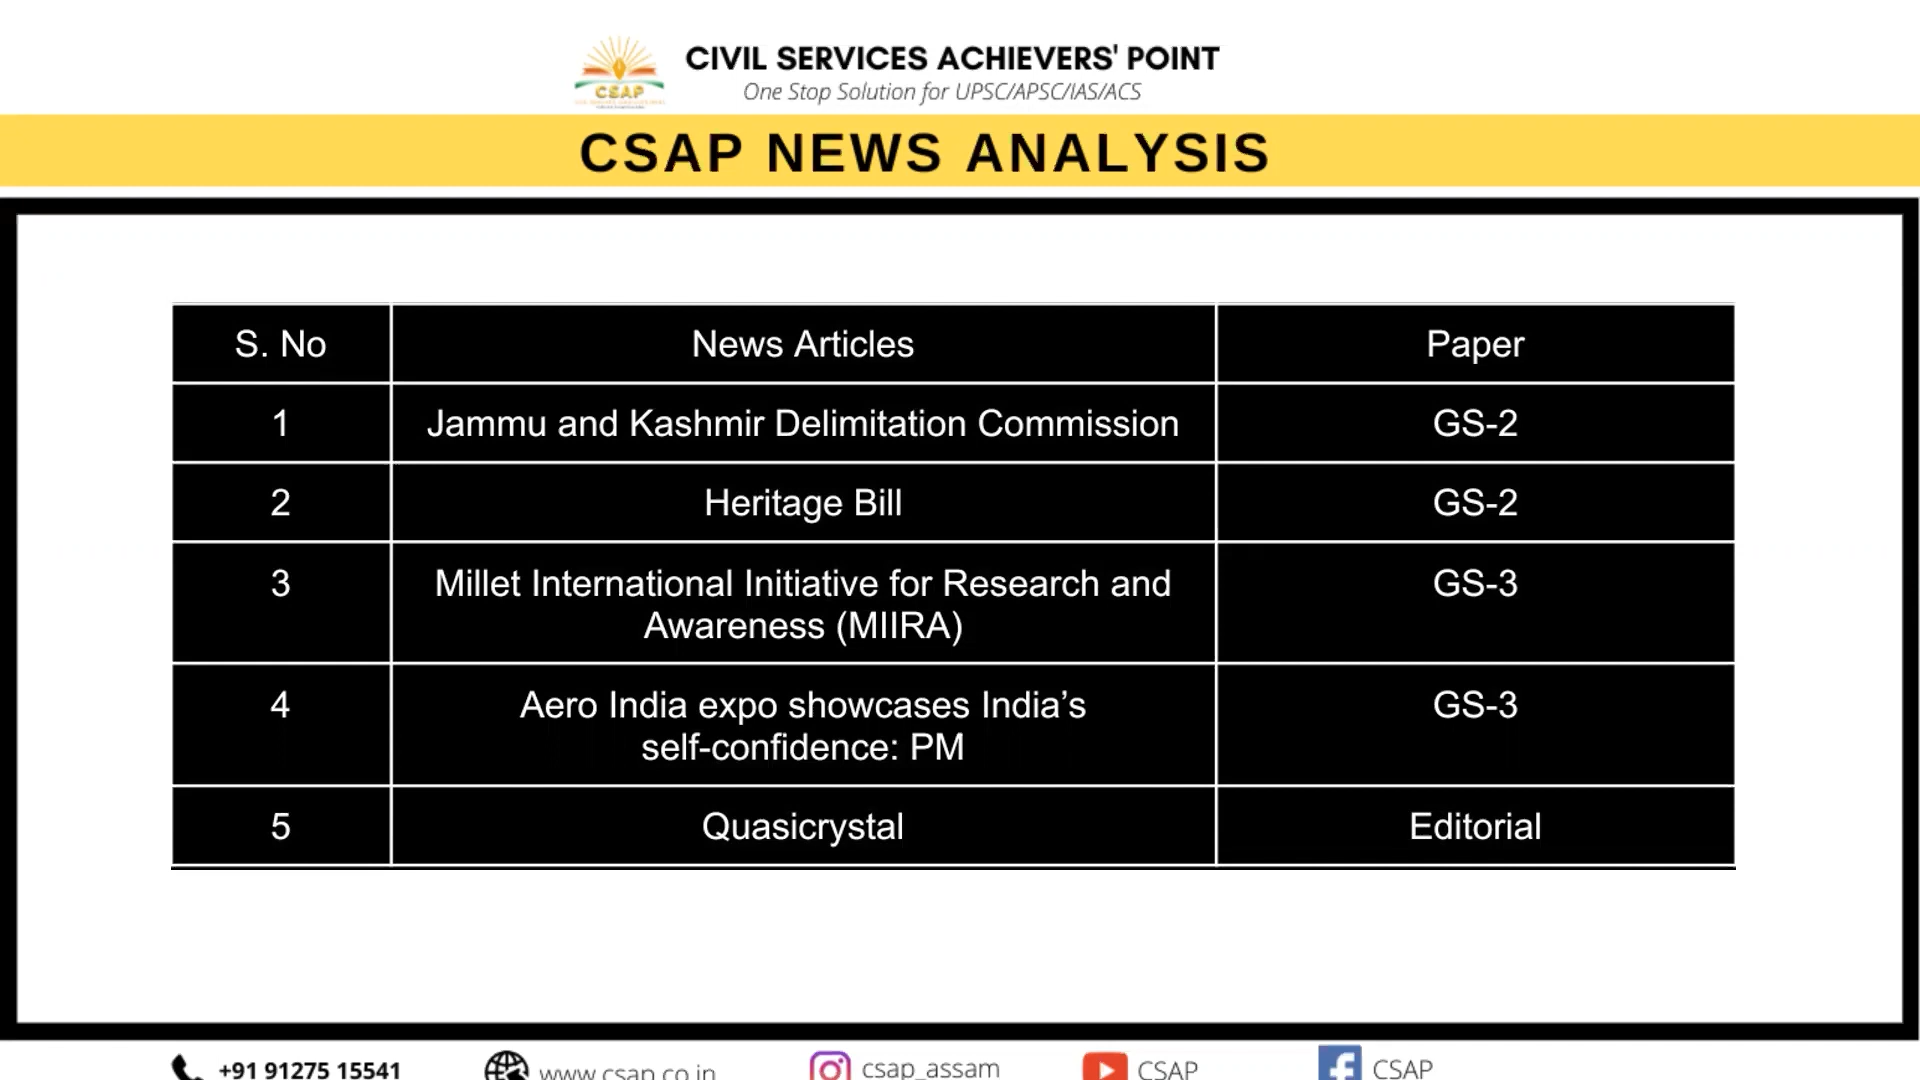 CIVIL SERVICES ACHIEVERS' POINT
One Stop Solution for UPSC/APSC/IAS/ACS
CSAP
CSAP NEWS ANALYSIS
S. No News Articles Paper
1 Jammu and Kashmir Delimitation Commission GS-2
2 Heritage Bill GS-2
3 Millet International Initiative for Research and GS-3
Awareness (MIIRA)
4 Aero India expo showcases India’s GS-3
self-confidence: PM
5 Quasicrystal Editorial
+91 91275 15541 www.csap.co.in csap_assam CSAP CSAP